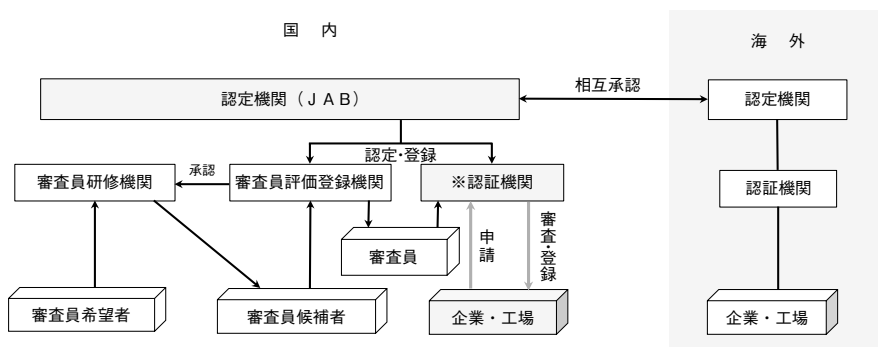 国 内
海 外
認定機関（ＪＡＢ）
相互承認
認定機関
認定・登録
審査員研修機関
承認
審査員評価登録機関
※認証機関
認証機関
審査員
申請
審査・登録
審査員希望者
審査員候補者
企業・工場
企業・工場